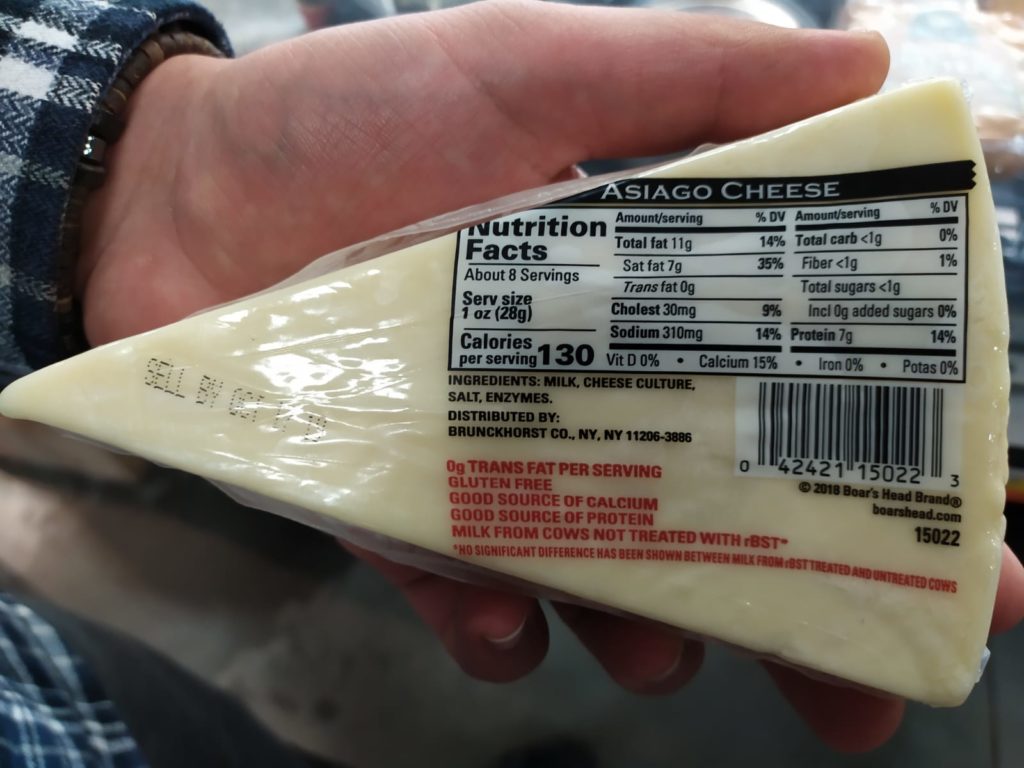 ASIAGO CHEESE
Nutrition
Facts
About 8 Servings
Serv size
1 oz (28g)
Calories
per serving 130
Amount/serving % DV
Total fat 11g 14%
Sat fat 7g 35%
Trans fat 0g
Cholest 30mg 9%
Sodium 310mg 14%
Amount/serving % DV
Total carb <1g 0%
Fiber <1g 1%
Total sugars <1g
Incl 0g added sugars 0%
Protein 7g 14%
Vit D 0% • Calcium 15% • Iron 0% • Potas 0%
INGREDIENTS: MILK, CHEESE CULTURE,
SALT, ENZYMES.
DISTRIBUTED BY:
BRUNCKHORST CO., NY, NY 11206-3886
0g TRANS FAT PER SERVING
GLUTEN FREE
GOOD SOURCE OF CALCIUM
GOOD SOURCE OF PROTEIN
MILK FROM COWS NOT TREATED WITH rBST*
*NO SIGNIFICANT DIFFERENCE HAS BEEN SHOWN BETWEEN MILK FROM rBST TREATED AND UNTREATED COWS
0 42421 15022 3
© 2018 Boar's Head Brand®
boarshead.com
15022
SELL BY OCT